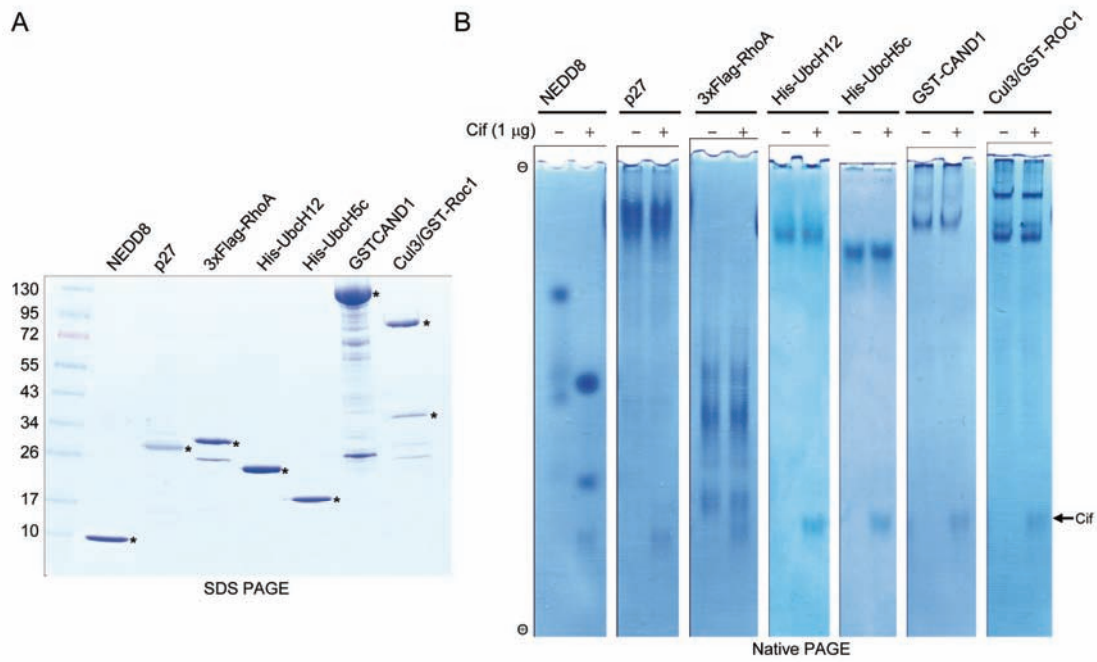 A
NEDD8
p27
3xFlag-RhoA
His-UbcH12
His-UbcH5c
GSTCAND1
Cul3/GST-Roc1
130
95
72
55
43
34
26
17
10
* * * * * * * *
SDS PAGE
B
NEDD8
p27
3xFlag-RhoA
His-UbcH12
His-UbcH5c
GST-CAND1
Cul3/GST-ROC1
Cif (1 μg) − + − + − + − + − + − + − +
⊖
Cif
⊖
Native PAGE